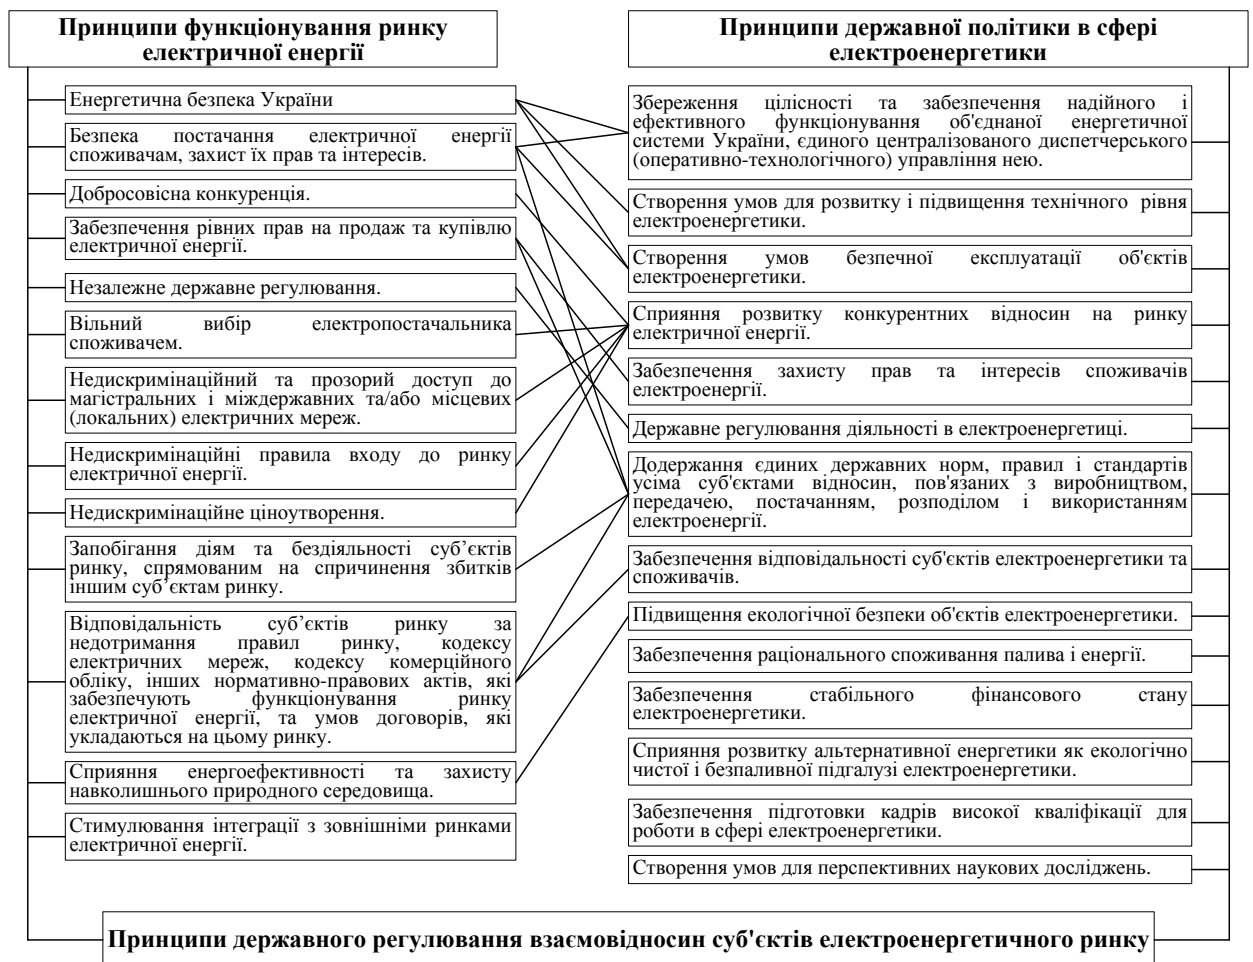 Принципи функціонування ринку
електричної енергії
Енергетична безпека України
Безпека постачання електричної енергії
споживачам, захист їх прав та інтересів.
Добросовісна конкуренція.
Забезпечення рівних прав на продаж та купівлю
електричної енергії.
Незалежне державне регулювання.
Вільний вибір електропостачальника
споживачем.
Недискримінаційний та прозорий доступ до
магістральних і міждержавних та/або місцевих
(локальних) електричних мереж.
Недискримінаційні правила входу до ринку
електричної енергії.
Недискримінаційне ціноутворення.
Запобігання діям та бездіяльності суб’єктів
ринку, спрямованим на спричинення збитків
іншим суб’єктам ринку.
Відповідальність суб’єктів ринку за
недотримання правил ринку, кодексу
електричних мереж, кодексу комерційного
обліку, інших нормативно-правових актів, які
забезпечують функціонування ринку
електричної енергії, та умов договорів, які
укладаються на цьому ринку.
Сприяння енергоефективності та захисту
навколишнього природного середовища.
Стимулювання інтеграції з зовнішніми ринками
електричної енергії.
Принципи державної політики в сфері
електроенергетики
Збереження цілісності та забезпечення надійного і
ефективного функціонування об'єднаної енергетичної
системи України, єдиного централізованого диспетчерського
(оперативно-технологічного) управління нею.
Створення умов для розвитку і підвищення технічного рівня
електроенергетики.
Створення умов безпечної експлуатації об'єктів
електроенергетики.
Сприяння розвитку конкурентних відносин на ринку
електричної енергії.
Забезпечення захисту прав та інтересів споживачів
електроенергії.
Державне регулювання діяльності в електроенергетиці.
Додержання єдиних державних норм, правил і стандартів
усіма суб'єктами відносин, пов'язаних з виробництвом,
передачею, постачанням, розподілом і використанням
електроенергії.
Забезпечення відповідальності суб'єктів електроенергетики та
споживачів.
Підвищення екологічної безпеки об'єктів електроенергетики.
Забезпечення раціонального споживання палива і енергії.
Забезпечення стабільного фінансового стану
електроенергетики.
Сприяння розвитку альтернативної енергетики як екологічно
чистої і безпаливної підгалузі електроенергетики.
Забезпечення підготовки кадрів високої кваліфікації для
роботи в сфері електроенергетики.
Створення умов для перспективних наукових досліджень.
Принципи державного регулювання взаємовідносин суб'єктів електроенергетичного ринку